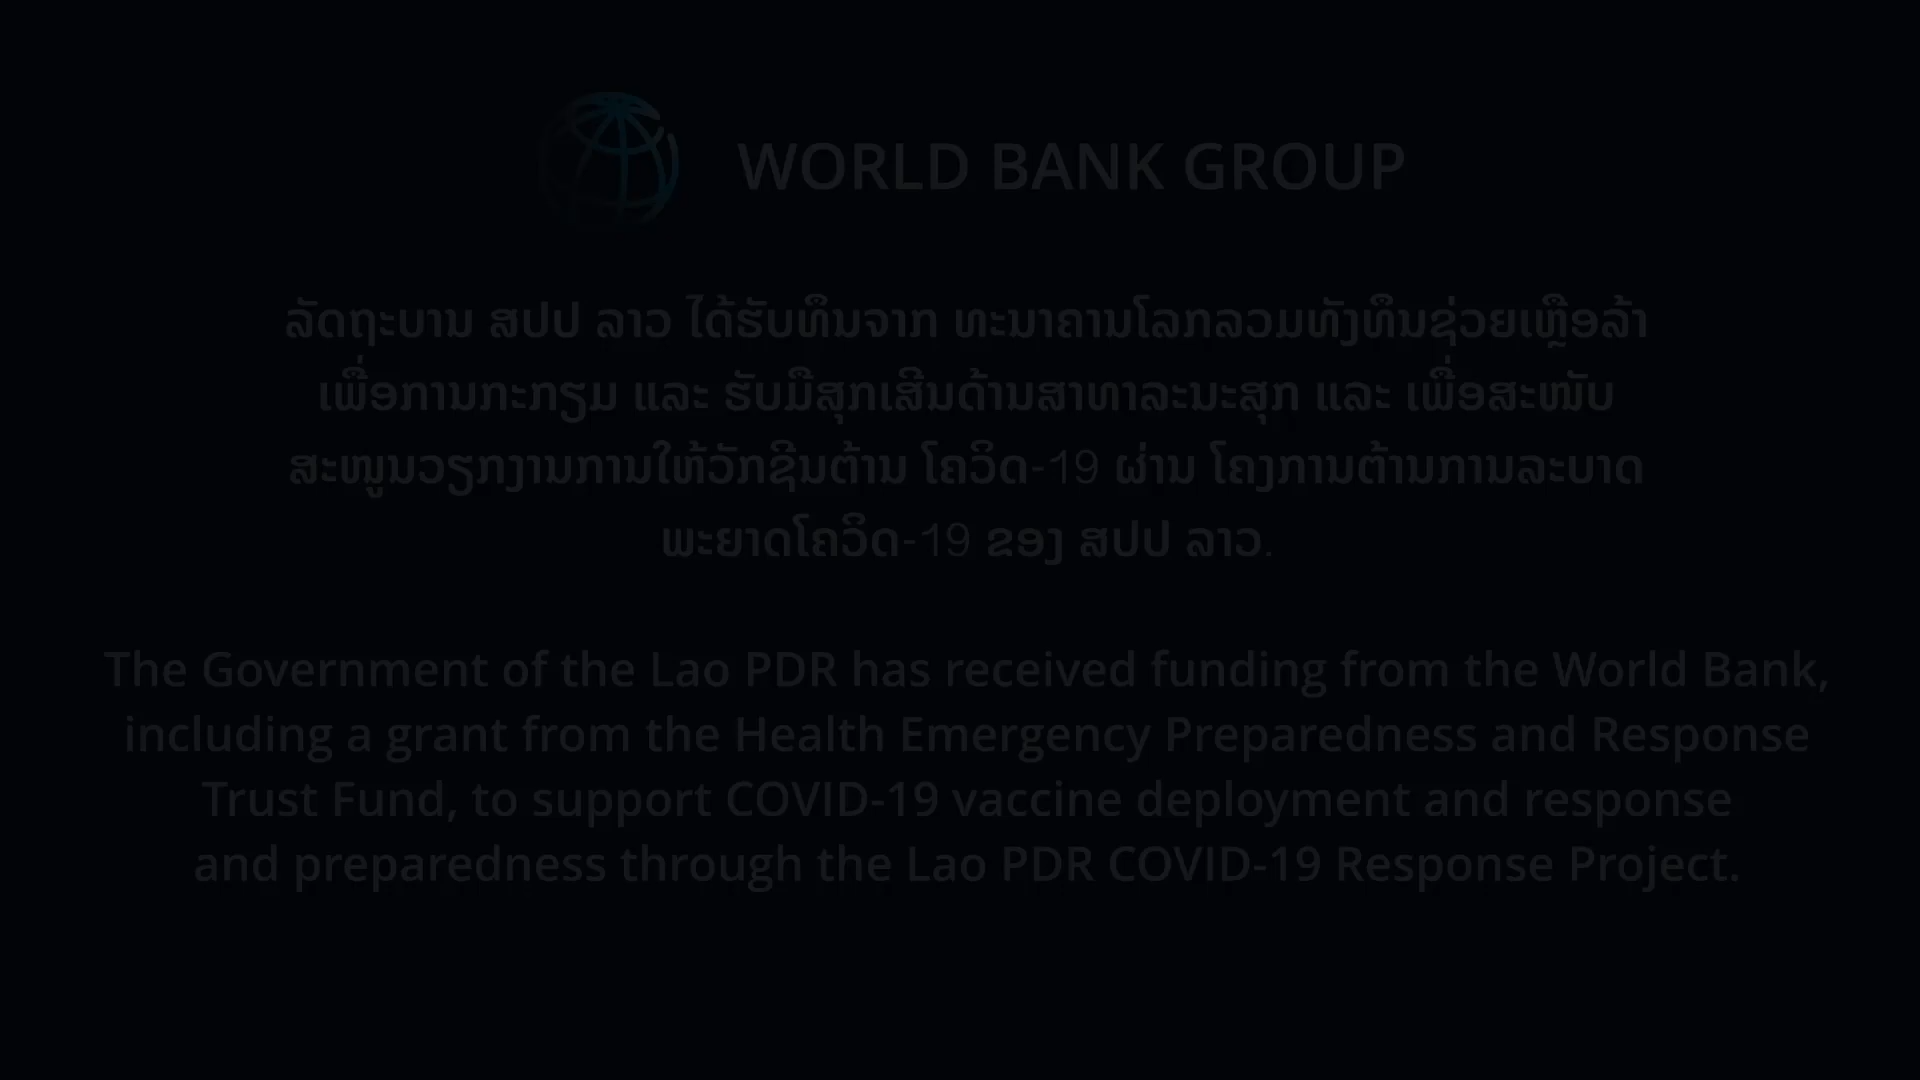 WORLD BANK GROUP
ລັດຖະບານ ສປປ ລາວ ໄດ້ຮັບທຶນຈາກ ທະນາຄານໂລກລວມທັງທຶນຊ່ວຍເຫຼືອລ້າ
ເພື່ອການກະກຽມ ແລະ ຮັບມືສຸກເສີນດ້ານສາທາລະນະສຸກ ແລະ ເພື່ອສະໜັບ
ສະໜູນວຽກງານການໃຫ້ວັກຊີນຕ້ານ ໂຄວິດ-19 ຜ່ານ ໂຄງການຕ້ານການລະບາດ
ພະຍາດໂຄວິດ-19 ຂອງ ສປປ ລາວ.
The Government of the Lao PDR has received funding from the World Bank,
including a grant from the Health Emergency Preparedness and Response
Trust Fund, to support COVID-19 vaccine deployment and response
and preparedness through the Lao PDR COVID-19 Response Project.